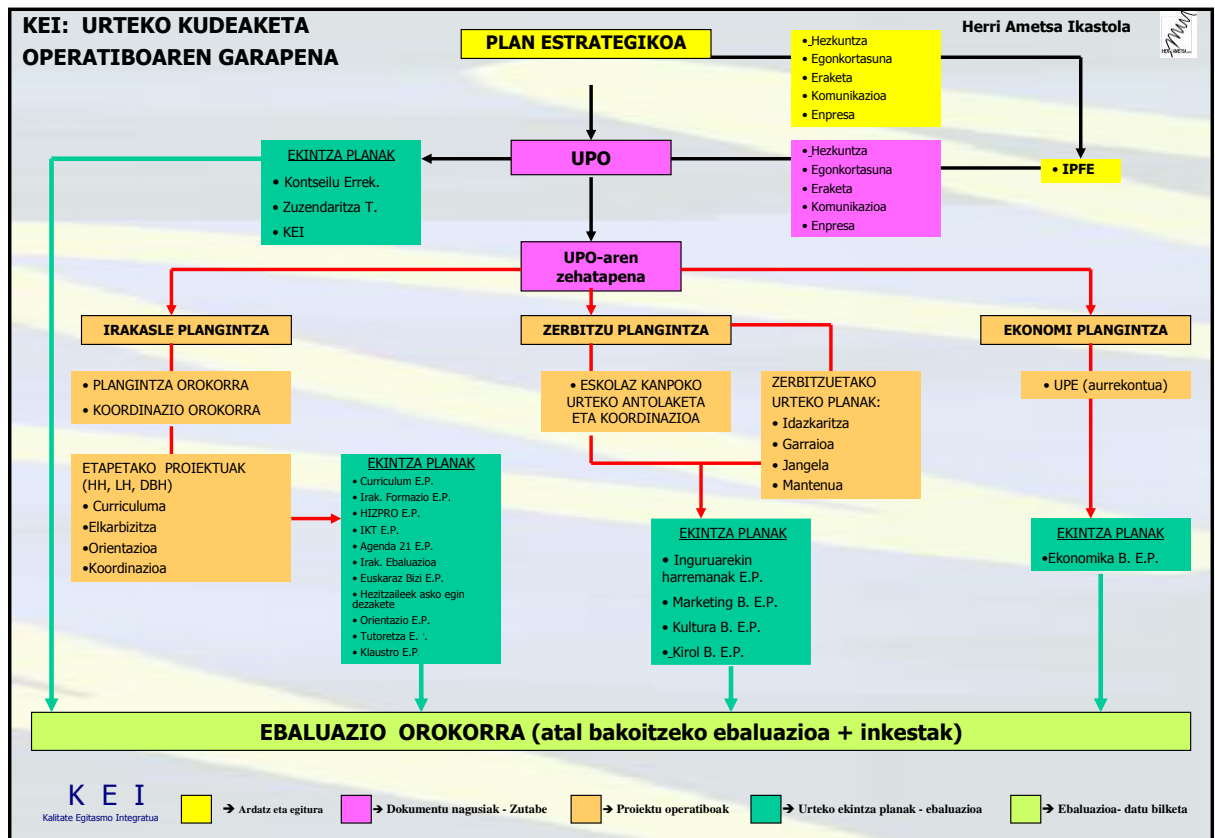 KEI: URTEKO KUDEAKETA
OPERATIBOAREN GARAPENA
Herri Ametsa Ikastola
PLAN ESTRATEGIKOA
• Hezkuntza
• Egonkortasuna
• Eraketa
• Komunikazioa
• Enpresa
EKINTZA PLANAK
• Kontseilu Errek.
• Zuzendaritza T.
• KEI
UPO
• Hezkuntza
• Egonkortasuna
• Eraketa
• Komunikazioa
• Enpresa
• IPFE
UPO-aren
zehatapena
IRAKASLE PLANGINTZA
ZERBITZU PLANGINTZA
EKONOMI PLANGINTZA
• PLANGINTZA OROKORRA
• KOORDINAZIO OROKORRA
• ESKOLAZ KANPOKO
URTEKO ANTOLAKETA
ETA KOORDINAZIOA
ZERBITZUETAKO
URTEKO PLANAK:
• Idazkaritza
• Garraioa
• Jangela
• Mantenua
• UPE (aurrekontua)
ETAPETAKO PROIEKTUAK
(HH, LH, DBH)
• Curriculuma
•Elkarbizitza
•Orientazioa
•Koordinazioa
EKINTZA PLANAK
• Curriculum E.P.
• Irak. Formazio E.P.
• HIZPRO E.P.
• IKT E.P.
• Agenda 21 E.P.
• Irak. Ebaluazioa
• Euskaraz Bizi E.P.
• Hezitzaileek asko egin
dezakete
• Orientazio E.P.
• Tutoretza E. .
• Klaustro E.P
EKINTZA PLANAK
• Inguruarekin
harremanak E.P.
• Marketing B. E.P.
• Kultura B. E.P.
• Kirol B. E.P.
EKINTZA PLANAK
•Ekonomika B. E.P.
EBALUAZIO OROKORRA (atal bakoitzeko ebaluazioa + inkestak)
K E I
Kalitate Egitasmo Integratua
➔ Ardatz eta egitura
➔ Dokumentu nagusiak - Zutabe
➔ Proiektu operatiboak
➔ Urteko ekintza planak - ebaluazioa
➔ Ebaluazioa- datu bilketa